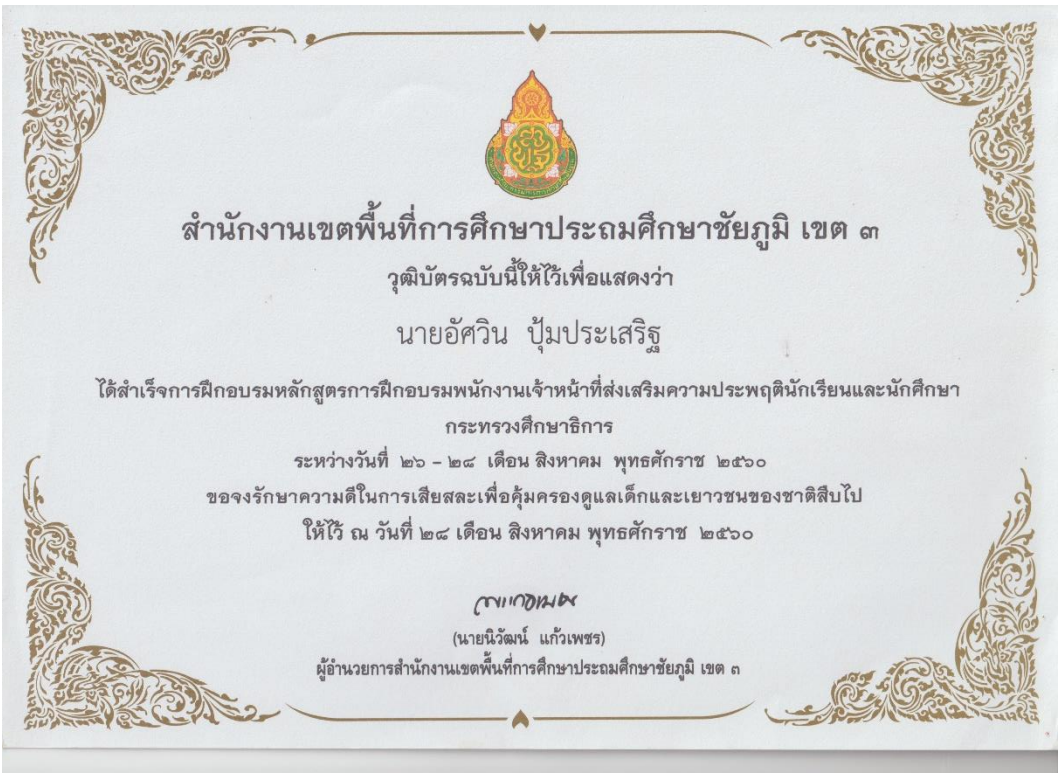 สำนักงานเขตพื้นที่การศึกษาประถมศึกษาชัยภูมิ เขต ๓
วุฒิบัตรฉบับนี้ให้ไว้เพื่อแสดงว่า
นายอัศวิน ปุ้มประเสริฐ
ได้สำเร็จการฝึกอบรมหลักสูตรการฝึกอบรมพนักงานเจ้าหน้าที่ส่งเสริมความประพฤตินักเรียนและนักศึกษา
กระทรวงศึกษาธิการ
ระหว่างวันที่ ๒๖ – ๒๘ เดือน สิงหาคม พุทธศักราช ๒๕๖๐
ขอจงรักษาความดีในการเสียสละเพื่อคุ้มครองดูแลเด็กและเยาวชนของชาติสืบไป
ให้ไว้ ณ วันที่ ๒๘ เดือน สิงหาคม พุทธศักราช ๒๕๖๐
(นายนิวัฒน์ แก้วเพชร)
ผู้อำนวยการสำนักงานเขตพื้นที่การศึกษาประถมศึกษาชัยภูมิ เขต ๓